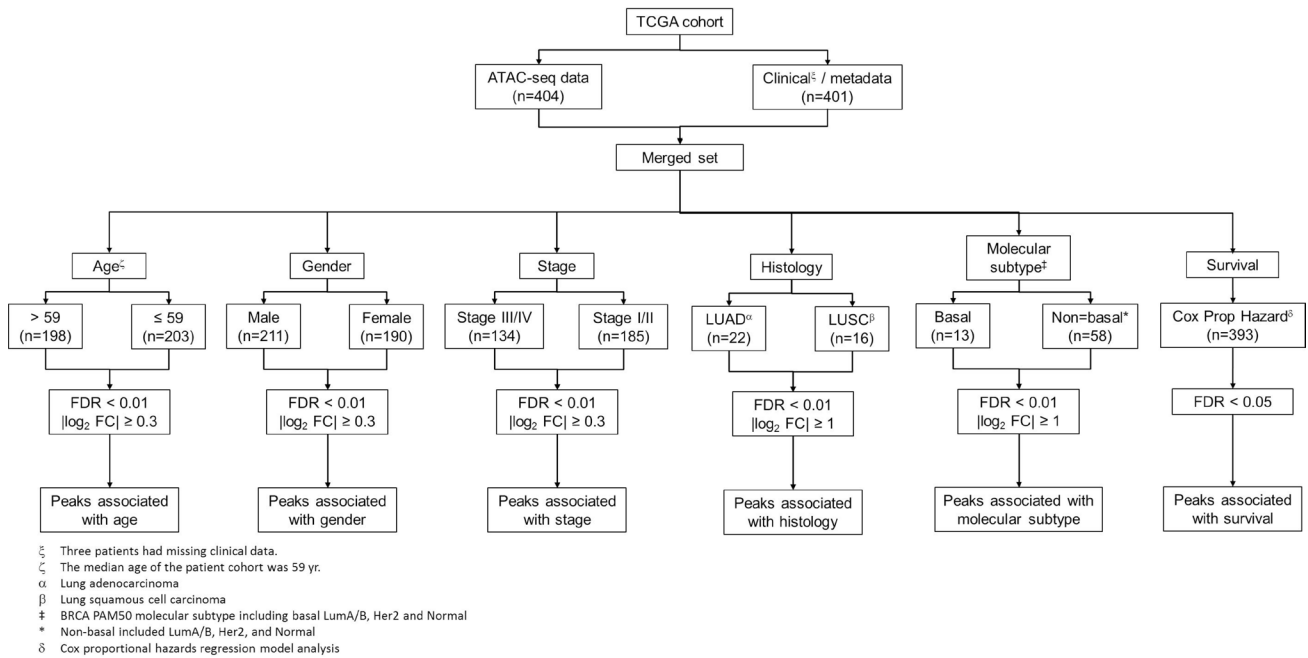 TCGA cohort
ATAC-seq data
(n=404)
Clinicalξ / metadata
(n=401)
Merged set
Ageζ
Gender
Stage
Histology
Molecular
subtype‡
Survival
> 59
(n=198)
≤ 59
(n=203)
Male
(n=211)
Female
(n=190)
Stage III/IV
(n=134)
Stage I/II
(n=185)
LUADα
(n=22)
LUSCβ
(n=16)
Basal
(n=13)
Non=basal*
(n=58)
Cox Prop Hazardδ
(n=393)
FDR < 0.01
|log2 FC| ≥ 0.3
FDR < 0.01
|log2 FC| ≥ 0.3
FDR < 0.01
|log2 FC| ≥ 0.3
FDR < 0.01
|log2 FC| ≥ 1
FDR < 0.01
|log2 FC| ≥ 1
FDR < 0.05
Peaks associated
with age
Peaks associated
with gender
Peaks associated
with stage
Peaks associated
with histology
Peaks associated with
molecular subtype
Peaks associated
with survival
ξ Three patients had missing clinical data.
ζ The median age of the patient cohort was 59 yr.
α Lung adenocarcinoma
β Lung squamous cell carcinoma
‡ BRCA PAM50 molecular subtype including basal LumA/B, Her2 and Normal
* Non-basal included LumA/B, Her2, and Normal
δ Cox proportional hazards regression model analysis